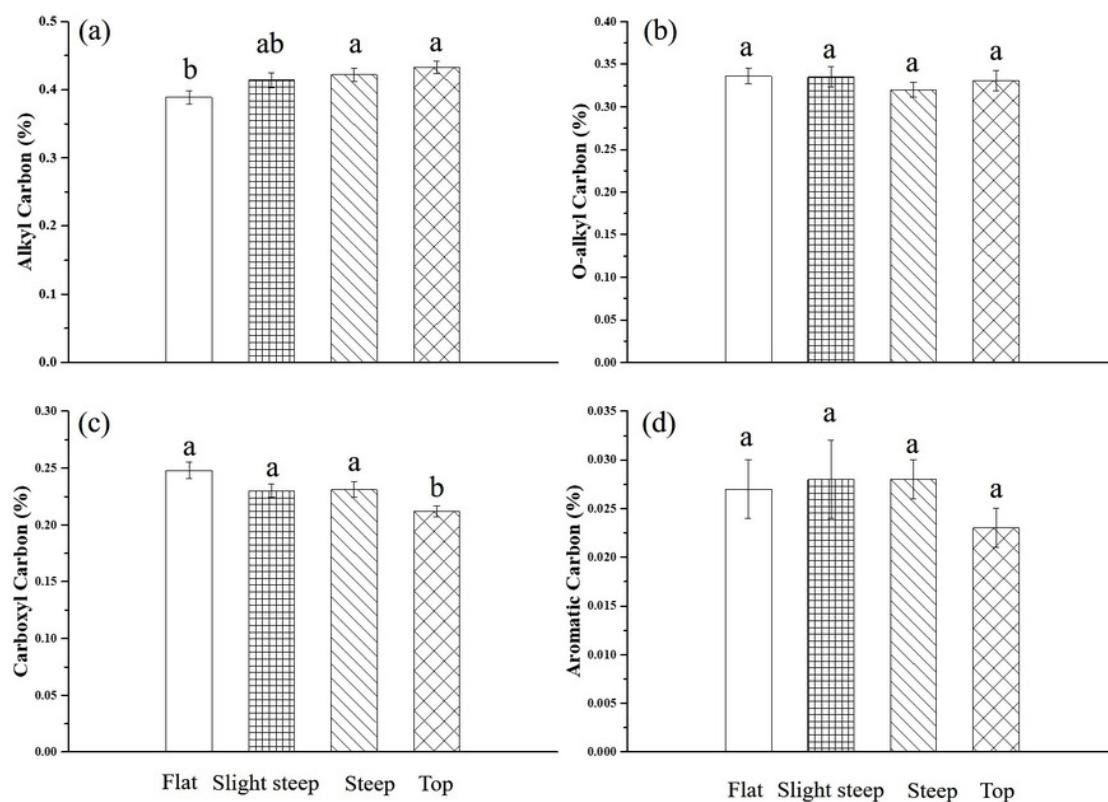 (a)
b
ab
a
a
Alkyl Carbon (%)
0.5
0.4
0.3
0.2
0.1
0.0
(b)
a
a
a
a
O-alkyl Carbon (%)
0.40
0.35
0.30
0.25
0.20
0.15
0.10
0.05
0.00
(c)
a
a
a
b
Carboxyl Carbon (%)
0.30
0.25
0.20
0.15
0.10
0.05
0.00
Flat Slight steep Steep Top
(d)
a
a
a
a
Aromatic Carbon (%)
0.035
0.030
0.025
0.020
0.015
0.010
0.005
0.000
Flat Slight steep Steep Top